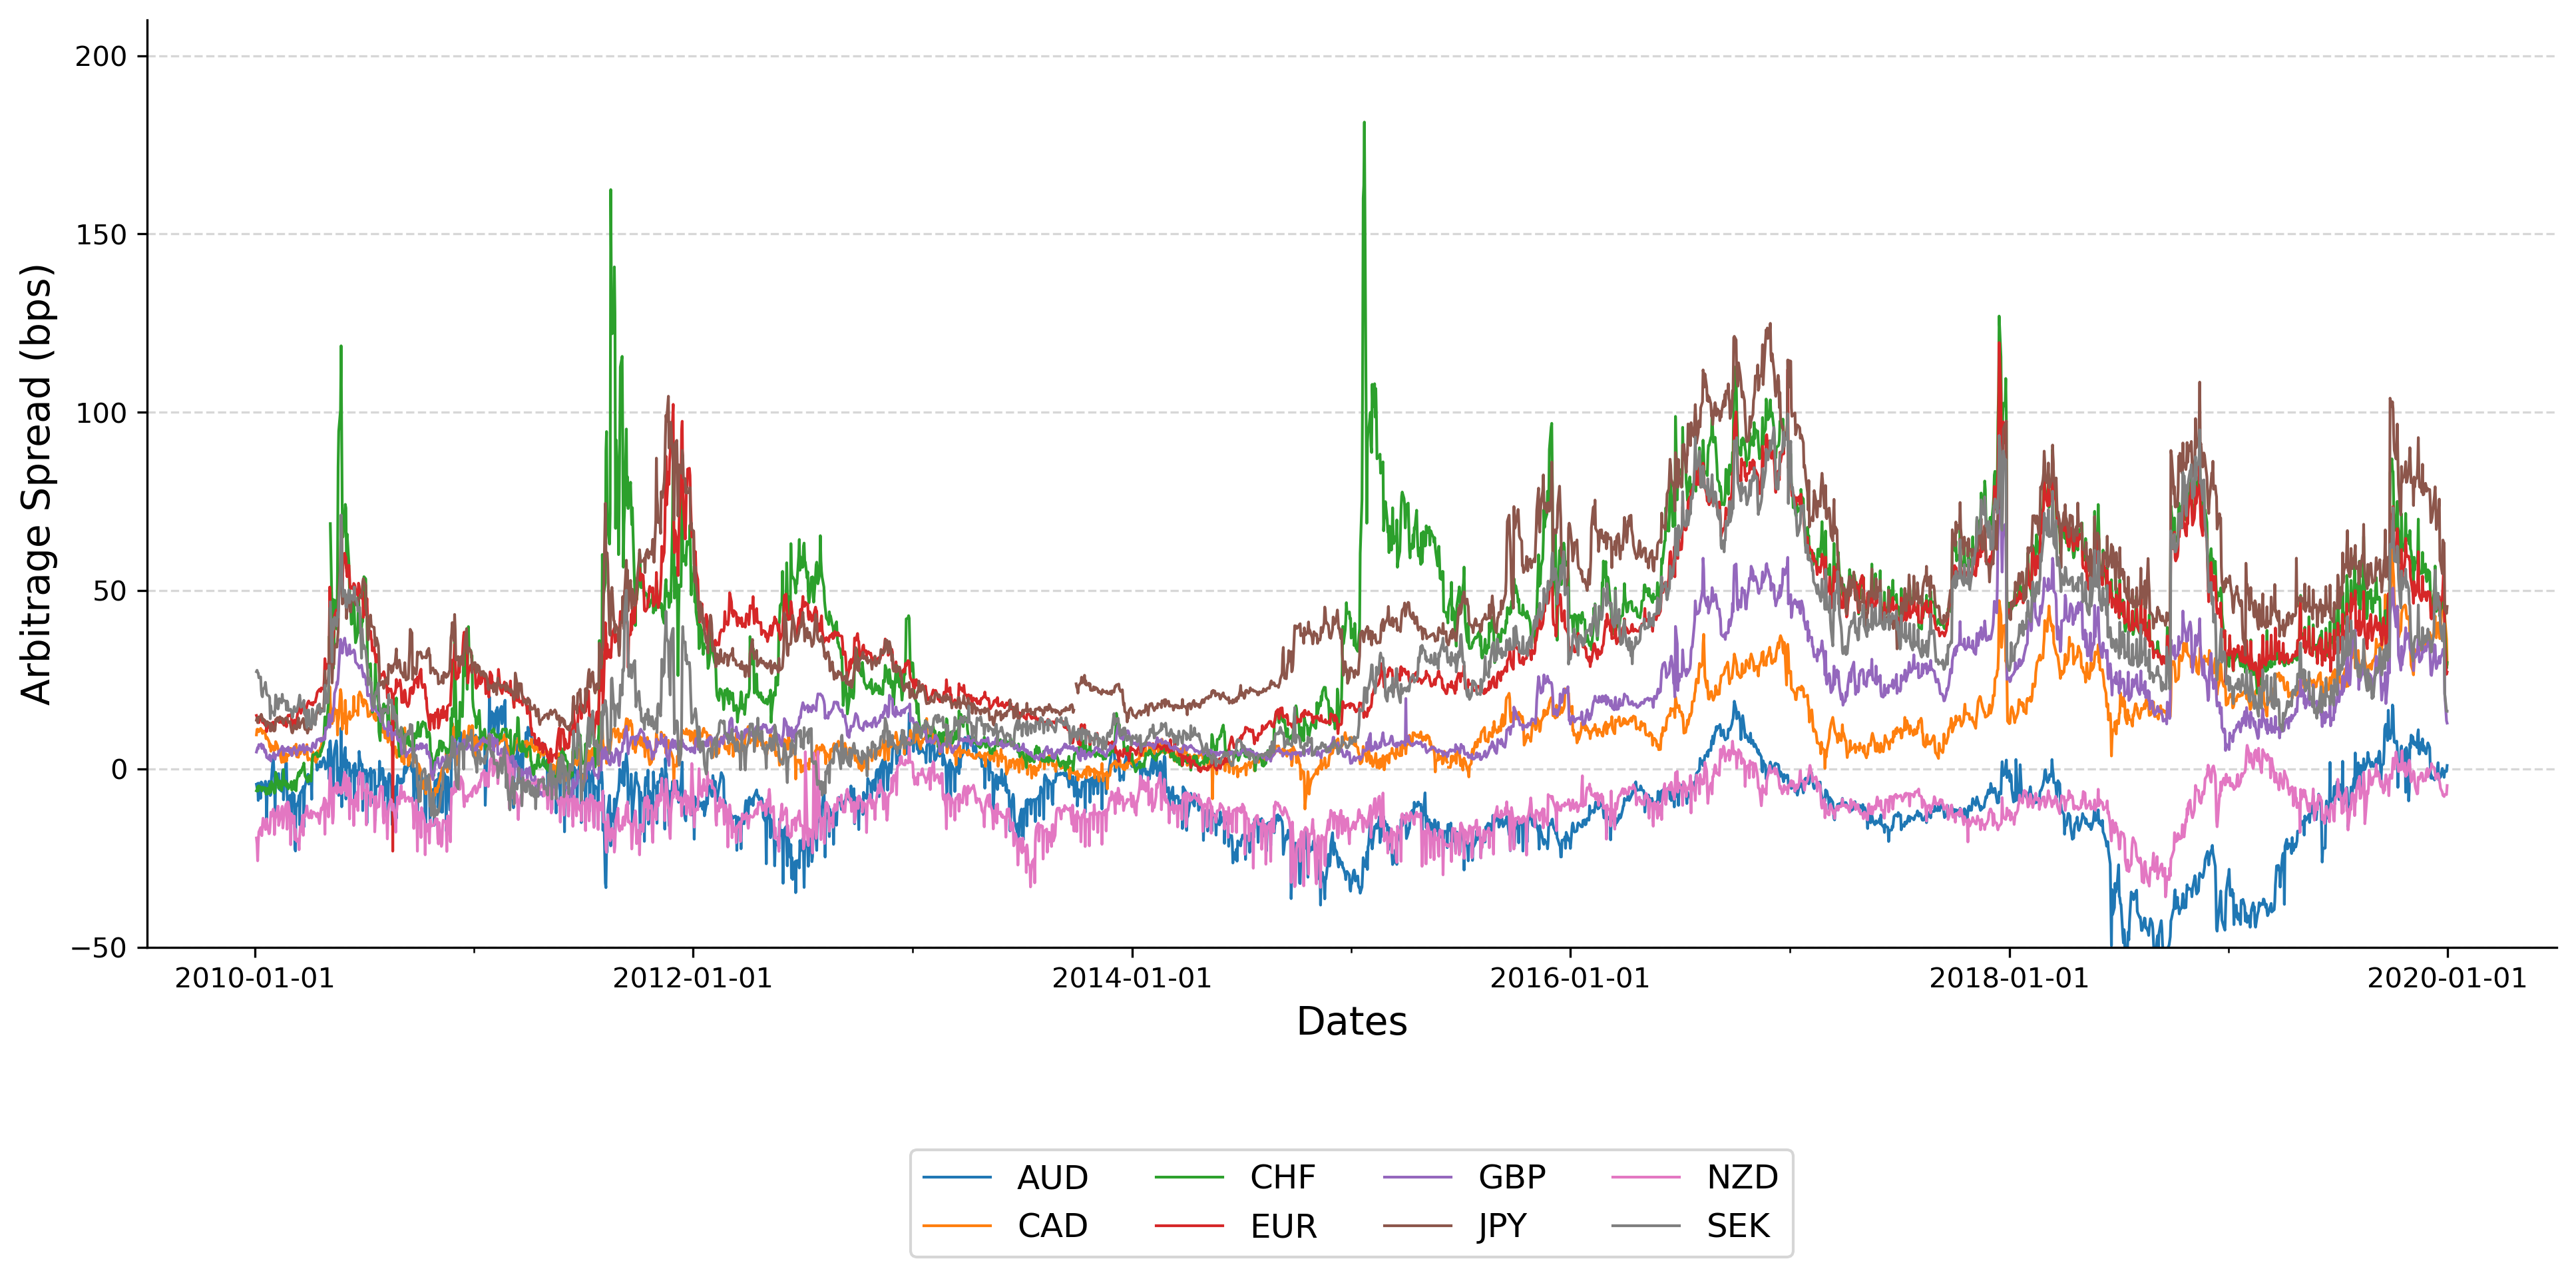 Arbitrage Spread (bps)
200
150
100
50
0
−50
2010-01-01 2012-01-01 2014-01-01 2016-01-01 2018-01-01 2020-01-01
Dates
AUD CHF GBP NZD
CAD EUR JPY SEK